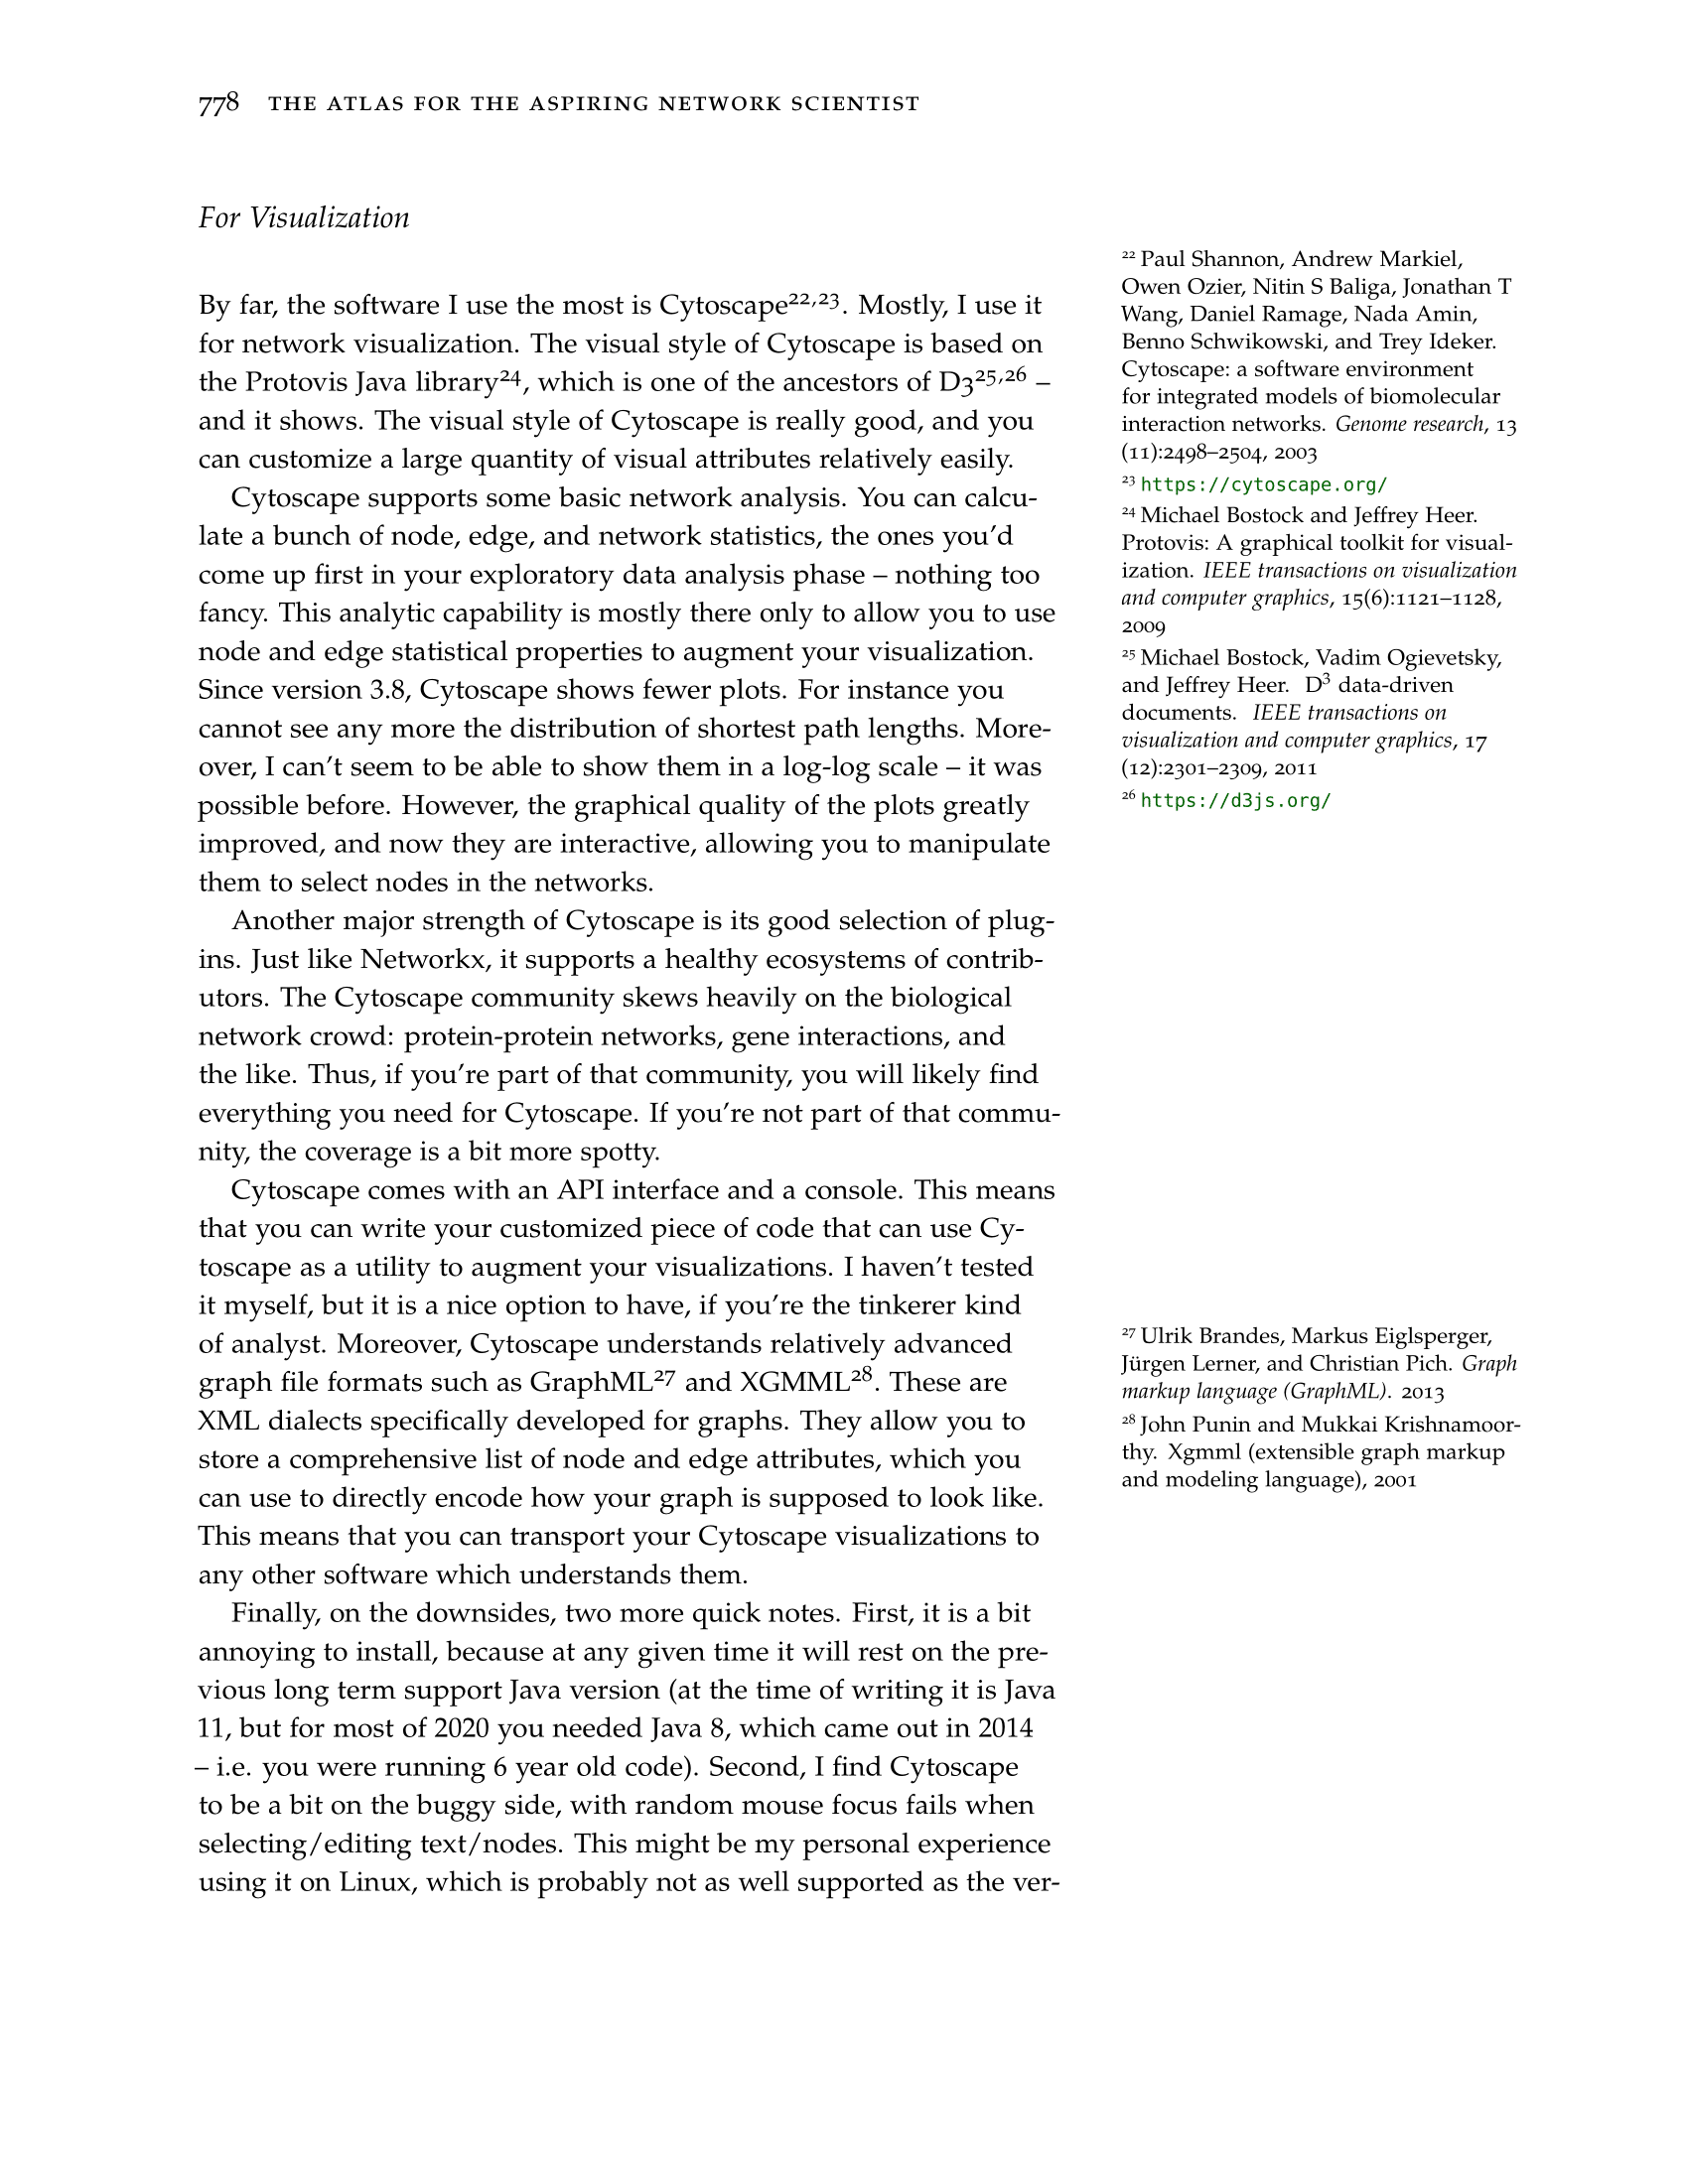 778 THE ATLAS FOR THE ASPIRING NETWORK SCIENTIST
For Visualization
By far, the software I use the most is Cytoscape22,23. Mostly, I use it
for network visualization. The visual style of Cytoscape is based on
the Protovis Java library24, which is one of the ancestors of D325,26 –
and it shows. The visual style of Cytoscape is really good, and you
can customize a large quantity of visual attributes relatively easily.
Cytoscape supports some basic network analysis. You can calcu-
late a bunch of node, edge, and network statistics, the ones you'd
come up first in your exploratory data analysis phase – nothing too
fancy. This analytic capability is mostly there only to allow you to use
node and edge statistical properties to augment your visualization.
Since version 3.8, Cytoscape shows fewer plots. For instance you
cannot see any more the distribution of shortest path lengths. More-
over, I can't seem to be able to show them in a log-log scale – it was
possible before. However, the graphical quality of the plots greatly
improved, and now they are interactive, allowing you to manipulate
them to select nodes in the networks.
Another major strength of Cytoscape is its good selection of plug-
ins. Just like Networkx, it supports a healthy ecosystems of contrib-
utors. The Cytoscape community skews heavily on the biological
network crowd: protein-protein networks, gene interactions, and
the like. Thus, if you're part of that community, you will likely find
everything you need for Cytoscape. If you're not part of that commu-
nity, the coverage is a bit more spotty.
Cytoscape comes with an API interface and a console. This means
that you can write your customized piece of code that can use Cy-
toscape as a utility to augment your visualizations. I haven't tested
it myself, but it is a nice option to have, if you're the tinkerer kind
of analyst. Moreover, Cytoscape understands relatively advanced
graph file formats such as GraphML27 and XGMML28. These are
XML dialects specifically developed for graphs. They allow you to
store a comprehensive list of node and edge attributes, which you
can use to directly encode how your graph is supposed to look like.
This means that you can transport your Cytoscape visualizations to
any other software which understands them.
Finally, on the downsides, two more quick notes. First, it is a bit
annoying to install, because at any given time it will rest on the pre-
vious long term support Java version (at the time of writing it is Java
11, but for most of 2020 you needed Java 8, which came out in 2014
– i.e. you were running 6 year old code). Second, I find Cytoscape
to be a bit on the buggy side, with random mouse focus fails when
selecting/editing text/nodes. This might be my personal experience
using it on Linux, which is probably not as well supported as the ver-
22 Paul Shannon, Andrew Markiel,
Owen Ozier, Nitin S Baliga, Jonathan T
Wang, Daniel Ramage, Nada Amin,
Benno Schwikowski, and Trey Ideker.
Cytoscape: a software environment
for integrated models of biomolecular
interaction networks. Genome research, 13
(11):2498–2504, 2003
23 https://cytoscape.org/
24 Michael Bostock and Jeffrey Heer.
Protovis: A graphical toolkit for visual-
ization. IEEE transactions on visualization
and computer graphics, 15(6):1121–1128,
2009
25 Michael Bostock, Vadim Ogievetsky,
and Jeffrey Heer. D3 data-driven
documents. IEEE transactions on
visualization and computer graphics, 17
(12):2301–2309, 2011
26 https://d3js.org/
27 Ulrik Brandes, Markus Eiglsperger,
Jürgen Lerner, and Christian Pich. Graph
markup language (GraphML). 2013
28 John Punin and Mukkai Krishnamoor-
thy. Xgmml (extensible graph markup
and modeling language), 2001